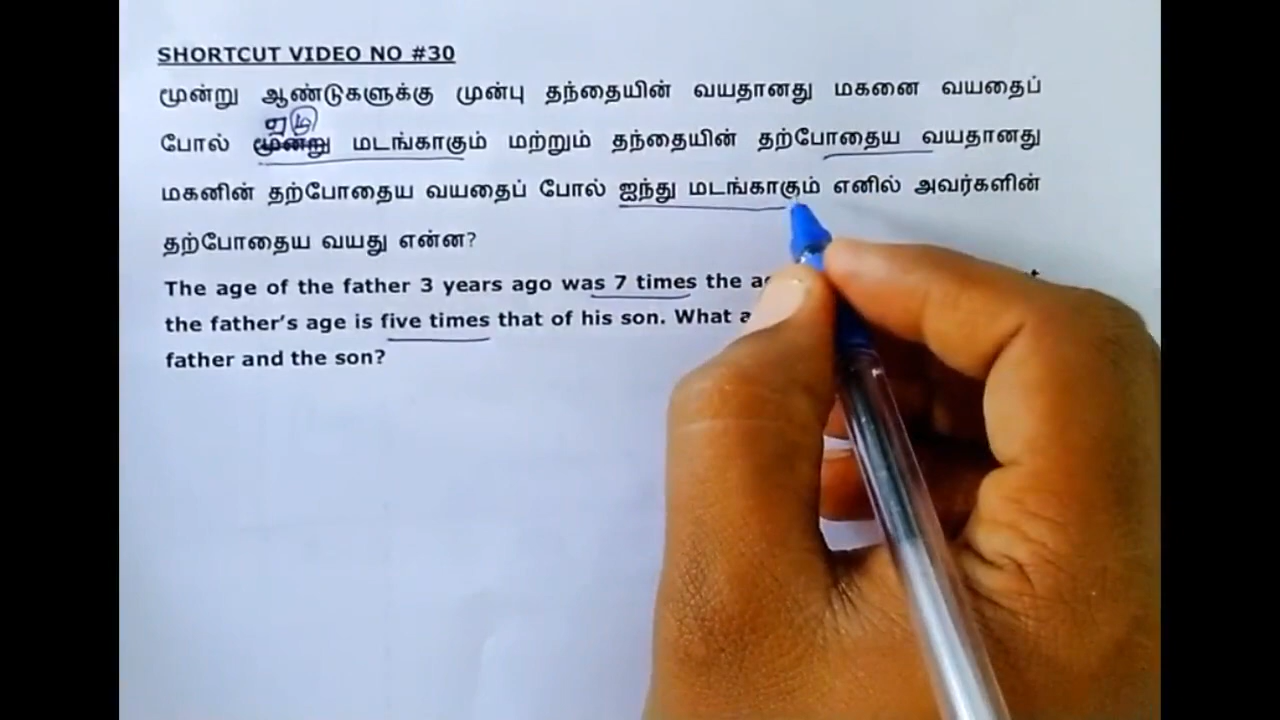 SHORTCUT VIDEO NO #30
மூன்று ஆண்டுகளுக்கு முன்பு தந்தையின் வயதானது மகனை வயதைப்
போல் மூன்று மடங்காகும் மற்றும் தந்தையின் தற்போதைய வயதானது
மகனின் தற்போதைய வயதைப் போல் ஐந்து மடங்காகும் எனில் அவர்களின்
தற்போதைய வயது என்ன?
The age of the father 3 years ago was 7 times the
the father's age is five times that of his son. What
father and the son?